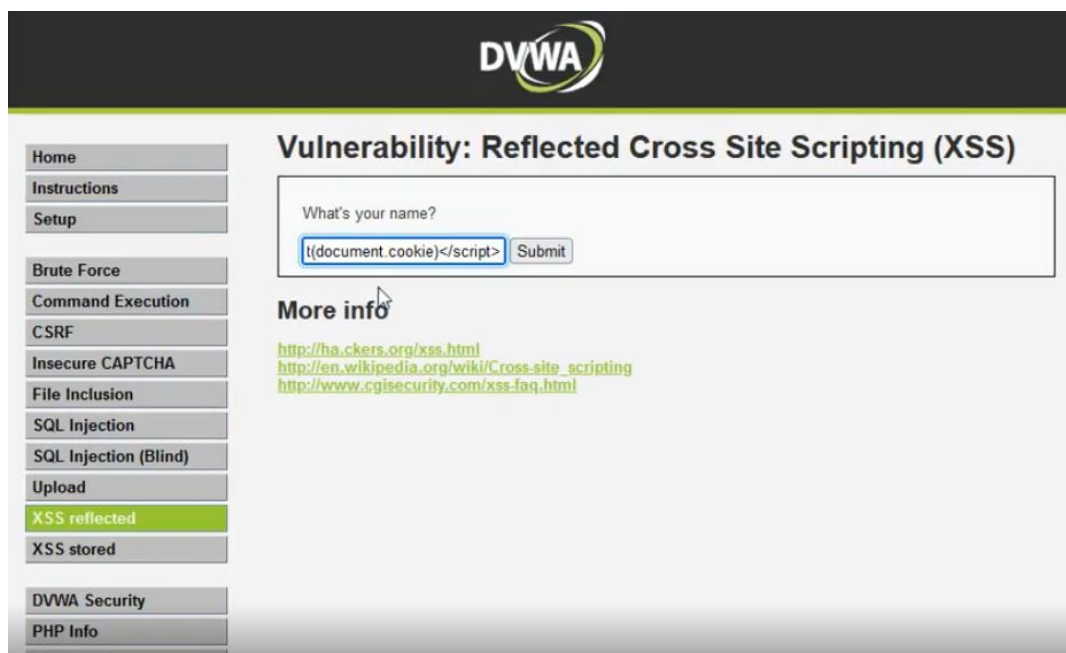 DVWA
Home
Instructions
Setup
Brute Force
Command Execution
CSRF
Insecure CAPTCHA
File Inclusion
SQL Injection
SQL Injection (Blind)
Upload
XSS reflected
XSS stored
DVWA Security
PHP Info
Vulnerability: Reflected Cross Site Scripting (XSS)
What's your name?
t(document.cookie)</script> Submit
More info
http://ha.ckers.org/xss.html
http://en.wikipedia.org/wiki/Cross-site_scripting
http://www.cgisecurity.com/xss-faq.html